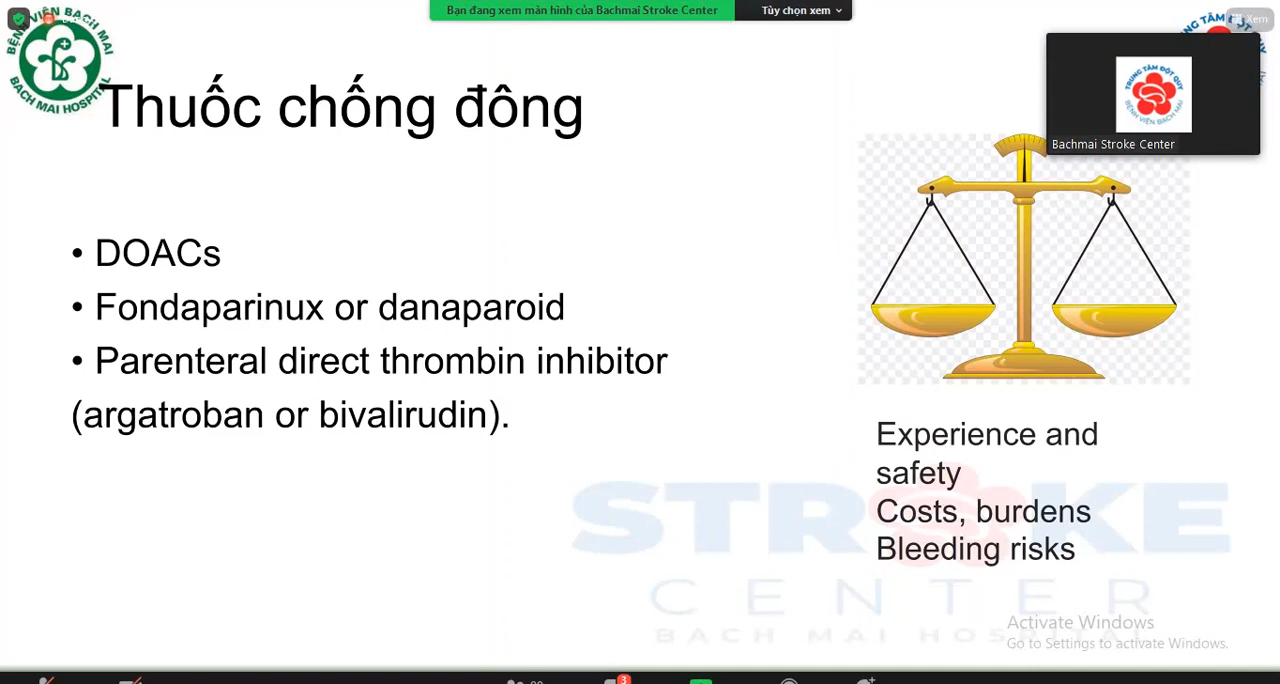 Bạn đang xem màn hình của Bachmai Stroke Center
Tùy chọn xem
Xem
BỆNH VIỆN BẠCH MAI
BACH MAI HOSPITAL
Thuốc chống đông
TRUNG TÂM ĐỘT QUỴ
BỆNH VIỆN BẠCH MAI
Bachmai Stroke Center
• DOACs
• Fondaparinux or danaparoid
• Parenteral direct thrombin inhibitor
(argatroban or bivalirudin).
Experience and
safety
Costs, burdens
Bleeding risks
STROKE
CENTER
BACH MAI HOSPITAL
Activate Windows
Go to Settings to activate Windows.
3